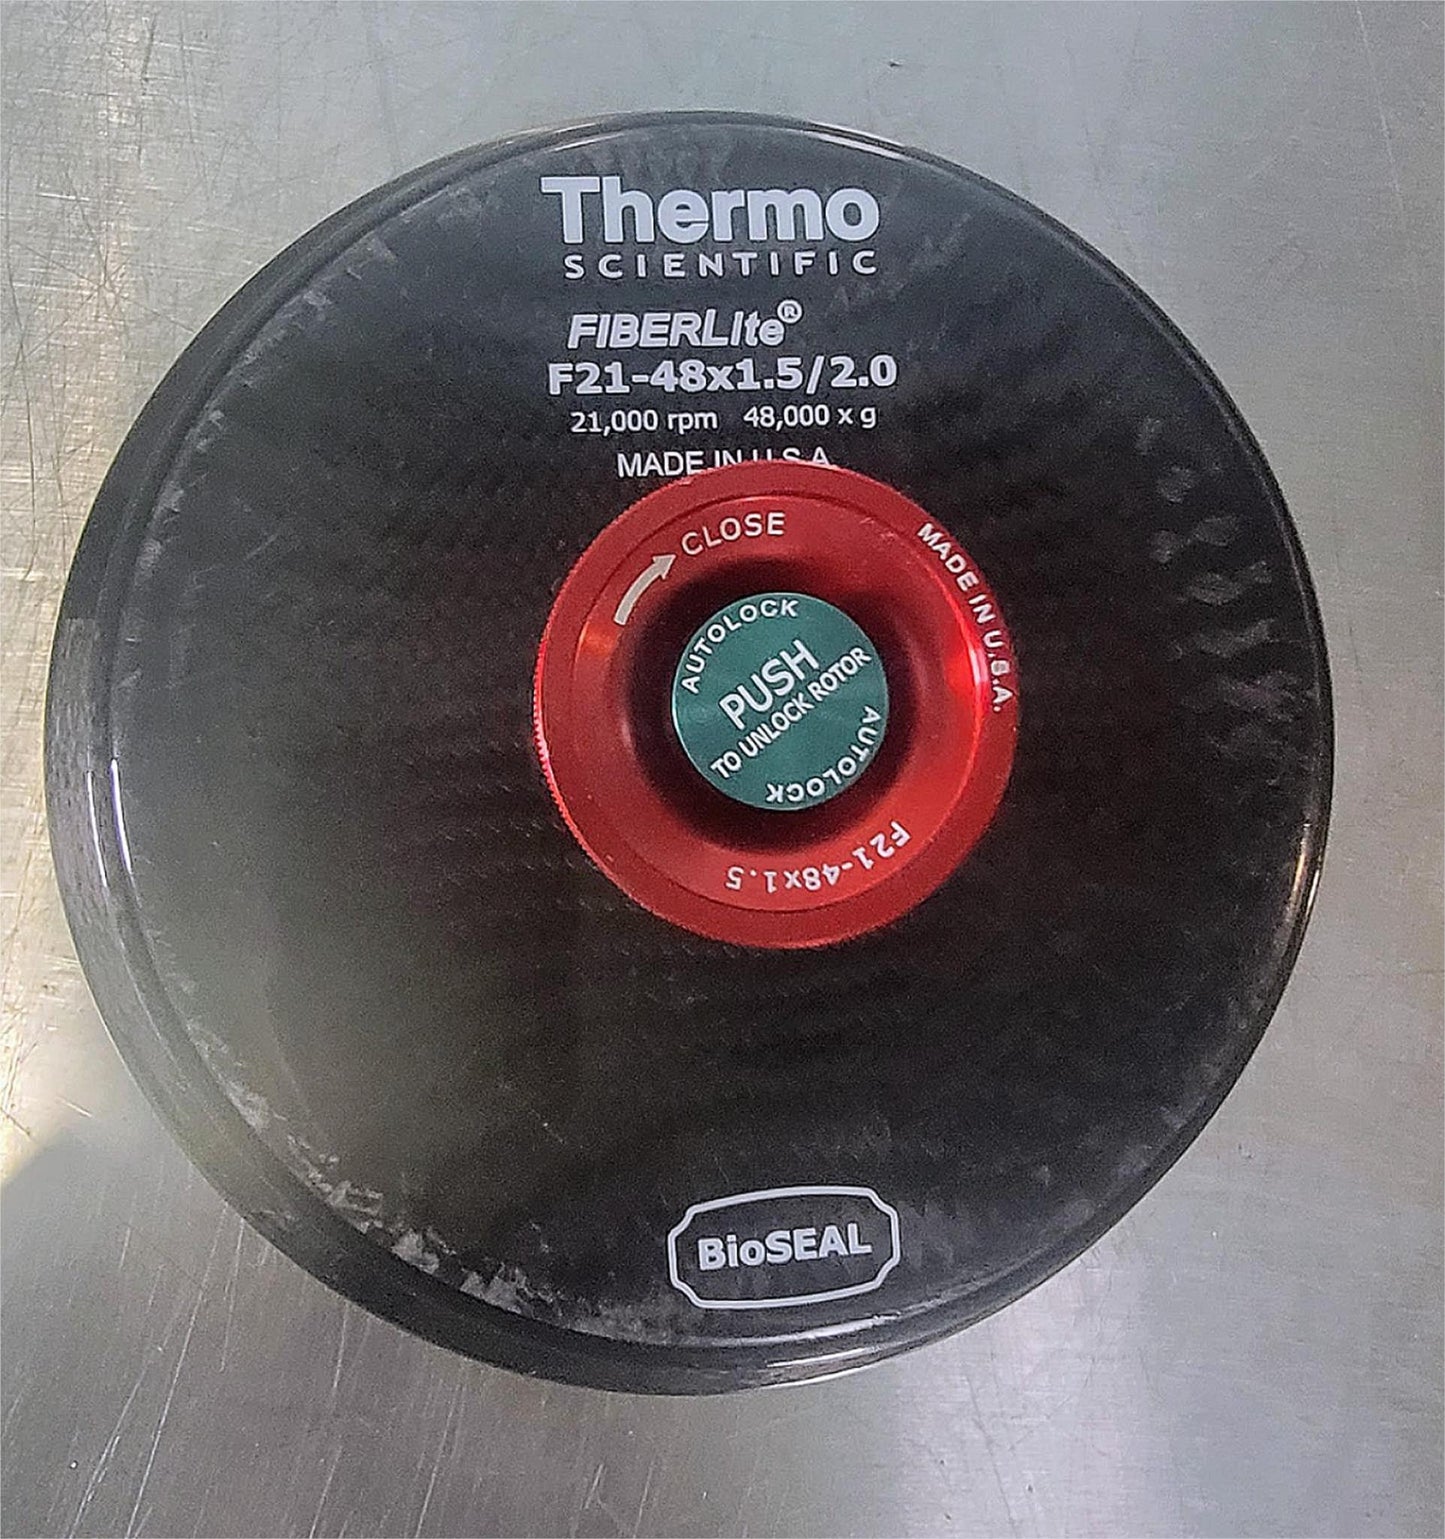 Thermo
SCIENTIFIC
FIBERLite®
F21-48x1.5/2.0
21,000 rpm 48,000 x g
MADE IN U.S.A.
CLOSE
MADE IN U.S.A.
AUTOLOCK
PUSH
TO UNLOCK ROTOR
AUTOLOCK
F21-48x1.5
BioSEAL